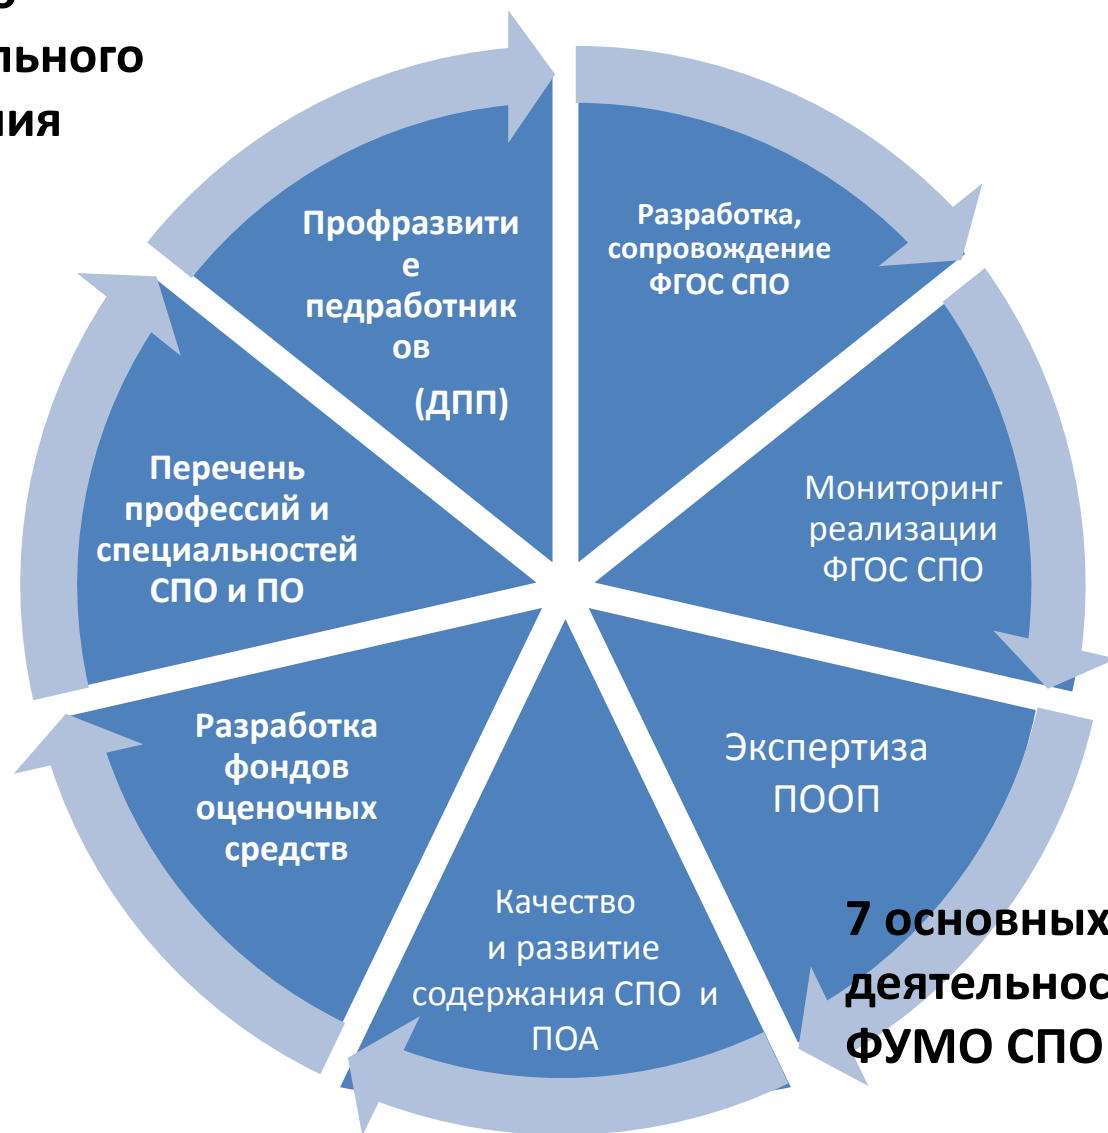 льного
ния
Разработка,
сопровождение
ФГОС СПО
Мониторинг
реализации
ФГОС СПО
Экспертиза
ПООП
Качество
и развитие
содержания СПО и
ПОА
Разработка
фондов
оценочных
средств
Перечень
профессий и
специальностей
СПО и ПО
Профразвити
е
педработник
ов
(ДПП)
7 основных
деятельнос
ФУМО СПО